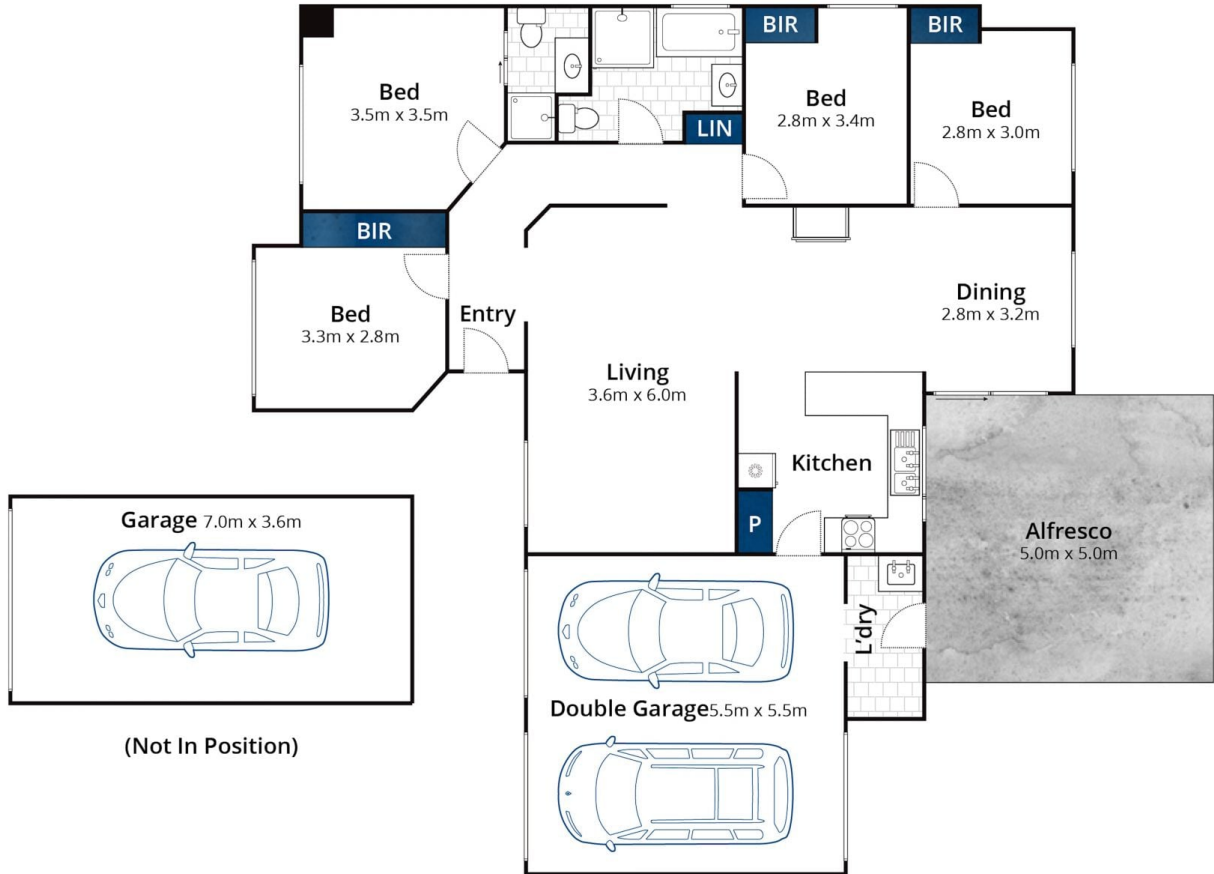 BIR
BIR
Bed
3.5m x 3.5m
Bed
2.8m x 3.4m
Bed
2.8m x 3.0m
LIN
BIR
Bed
3.3m x 2.8m
Entry
Dining
2.8m x 3.2m
Living
3.6m x 6.0m
Kitchen
P
Garage 7.0m x 3.6m
Alfresco
5.0m x 5.0m
L'dry
Double Garage 5.5m x 5.5m
(Not In Position)